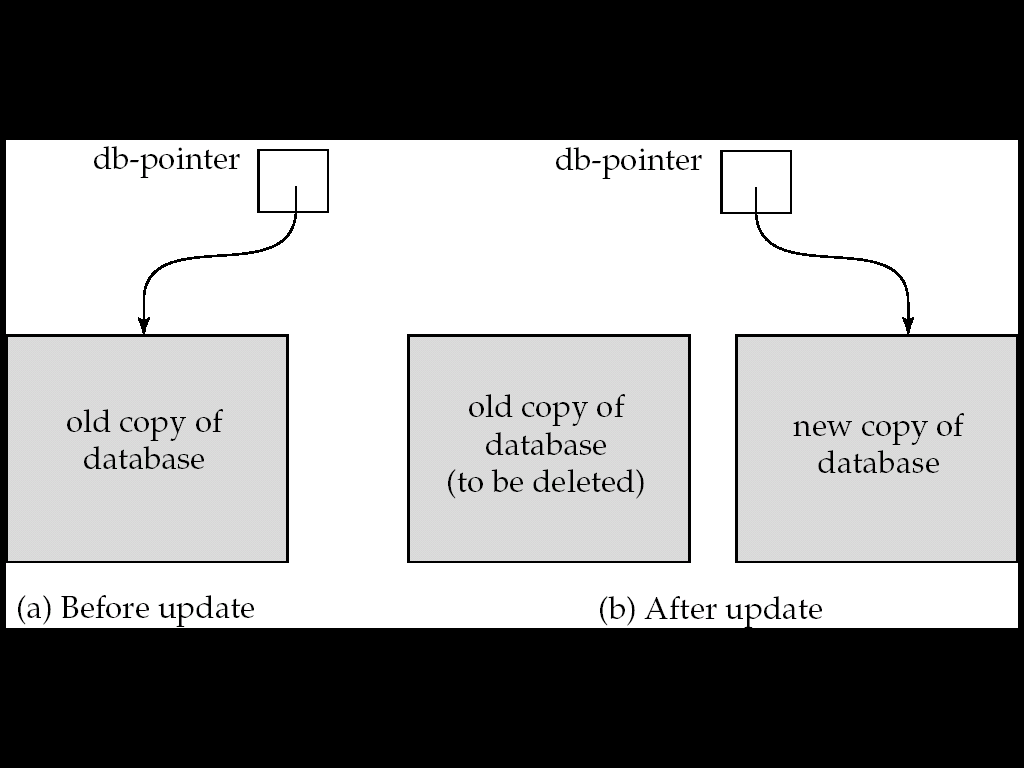 db-pointer
old copy of
database
(a) Before update
db-pointer
old copy of
database
(to be deleted)
new copy of
database
(b) After update